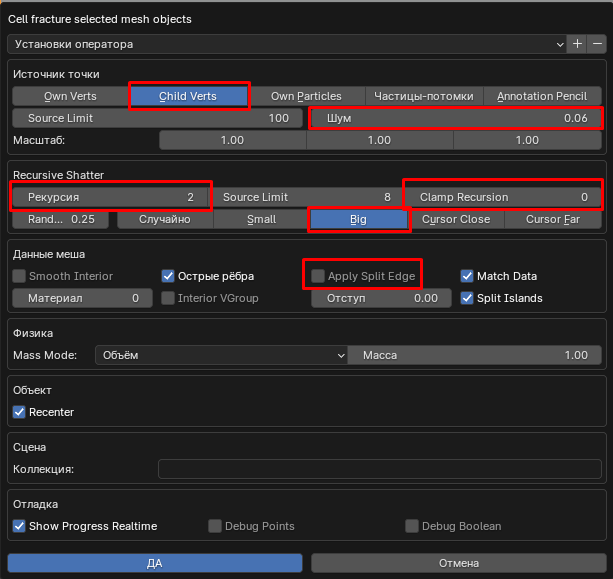 Cell fracture selected mesh objects
Установки оператора
Источник точки
Own Verts Child Verts Own Particles Частицы-потомки Annotation Pencil
Source Limit 100 Шум 0.06
Масштаб: 1.00 1.00 1.00
Recursive Shatter
Рекурсия 2 Source Limit 8 Clamp Recursion 0
Rand... 0.25 Случайно Small Big Cursor Close Cursor Far
Данные меша
Smooth Interior Острые рёбра Apply Split Edge Match Data
Материал 0 Interior VGroup Отступ 0.00 Split Islands
Физика
Mass Mode: Объём Масса 1.00
Объект
Recenter
Сцена
Коллекция:
Отладка
Show Progress Realtime Debug Points Debug Boolean
ДА Отмена